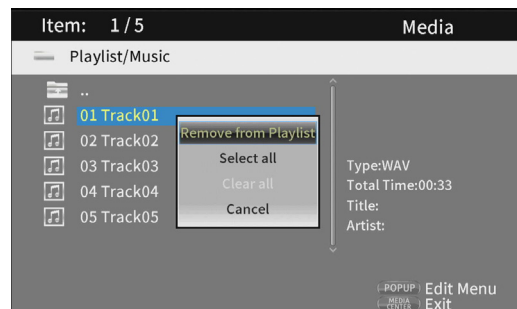 Item: 1/5 Media
Playlist/Music
..
01 Track01
02 Track02
03 Track03
04 Track04
05 Track05
Remove from Playlist
Select all
Clear all
Cancel
Type:WAV
Total Time:00:33
Title:
Artist:
POPUP Edit Menu
MEDIA CENTER Exit